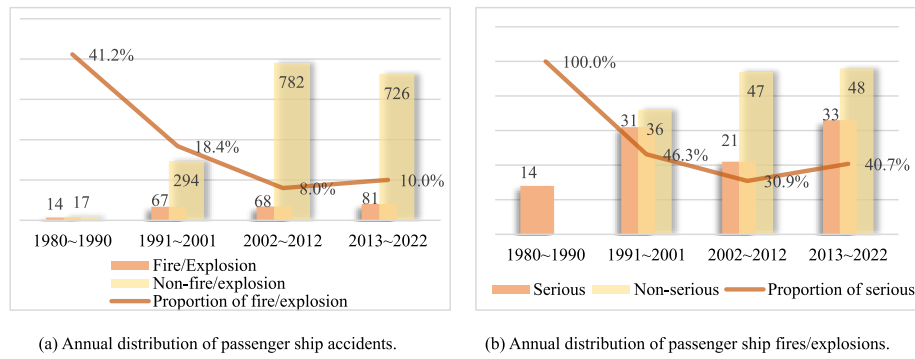 41.2%
782
726
18.4%
294
8.0%
10.0%
14 17
67
68
81
1980~1990 1991~2001 2002~2012 2013~2022
Fire/Explosion
Non-fire/explosion
Proportion of fire/explosion
(a) Annual distribution of passenger ship accidents.
100.0%
47
48
31 36
33
21
46.3%
30.9%
40.7%
14
1980~1990 1991~2001 2002~2012 2013~2022
Serious Non-serious Proportion of serious
(b) Annual distribution of passenger ship fires/explosions.